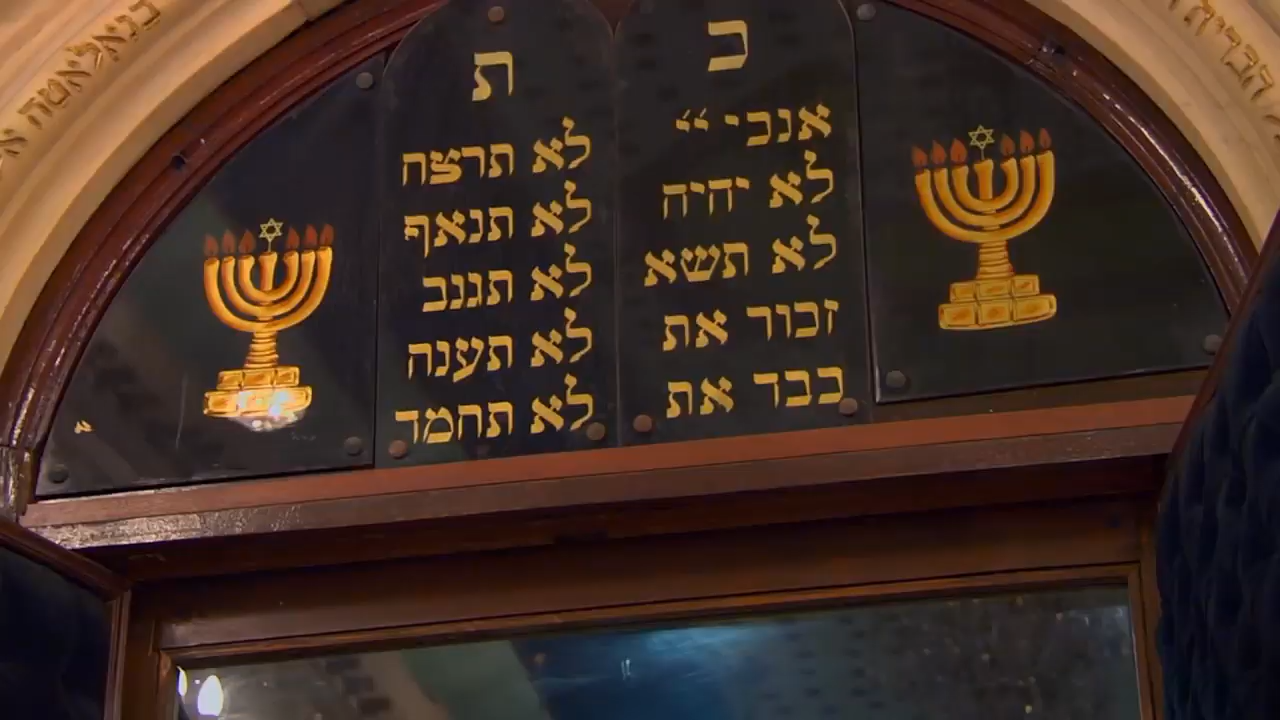 כ
אנכי יי
לא יהיה
לא תשא
זכור את
כבד את
ת
לא תרצח
לא תנאף
לא תגנב
לא תענה
לא תחמד